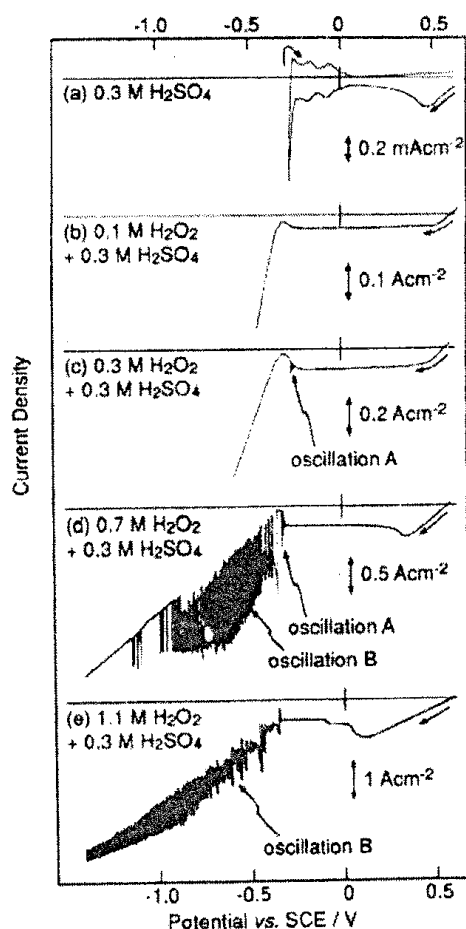 -1.0 -0.5 0 0.5
(a) 0.3 M H₂SO₄
0.2 mAcm⁻²
(b) 0.1 M H₂O₂
+ 0.3 M H₂SO₄
0.1 Acm⁻²
(c) 0.3 M H₂O₂
+ 0.3 M H₂SO₄
0.2 Acm⁻²
oscillation A
(d) 0.7 M H₂O₂
+ 0.3 M H₂SO₄
0.5 Acm⁻²
oscillation A
oscillation B
(e) 1.1 M H₂O₂
+ 0.3 M H₂SO₄
1 Acm⁻²
oscillation B
-1.0 -0.5 0 0.5
Potential vs. SCE / V
Current Density